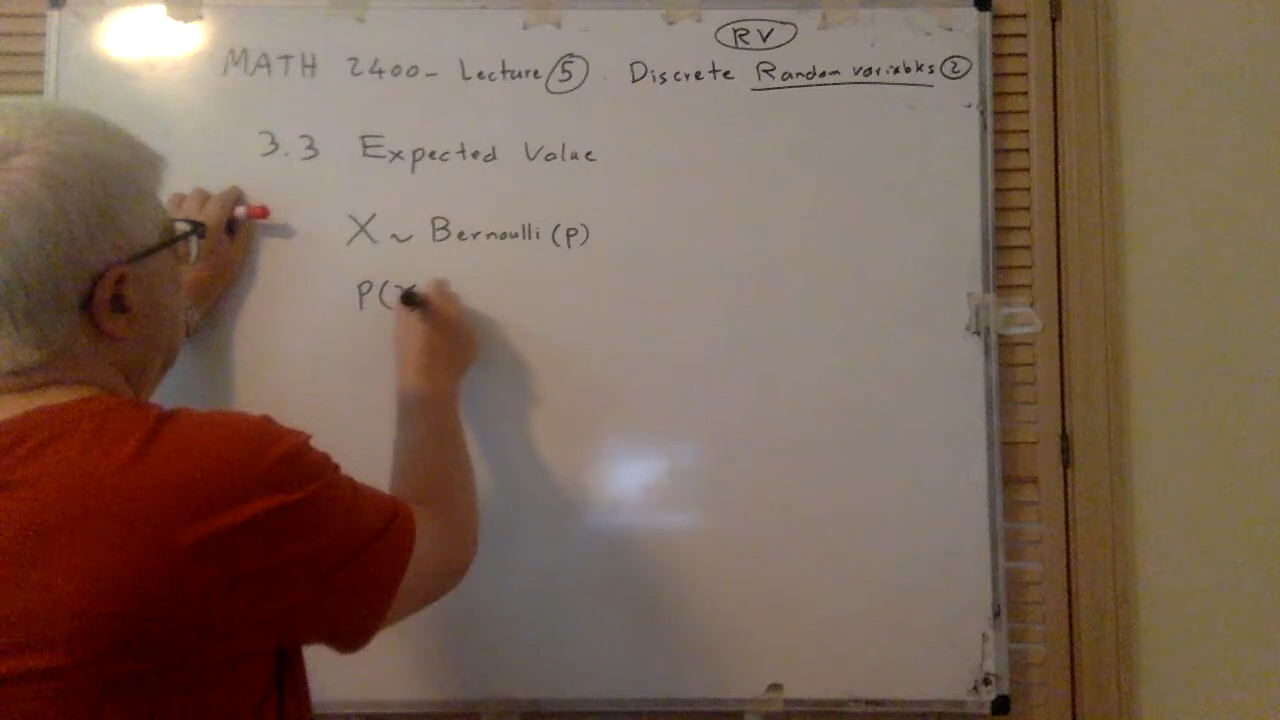 RV
MATH 2400- Lecture 5 Discrete Random variables 2
3.3 Expected Value
X ~ Bernoulli (p)
P(X